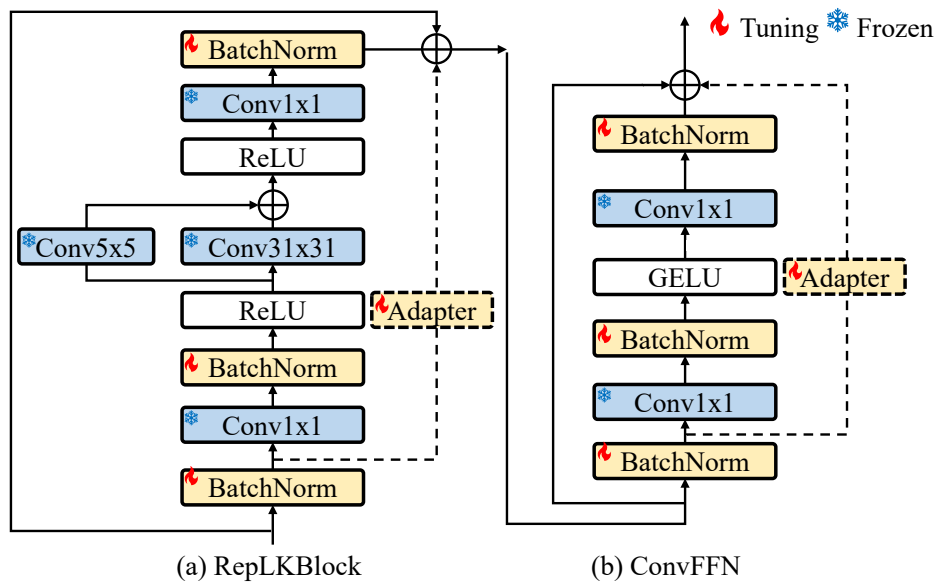 Tuning Frozen
BatchNorm
Conv1x1
ReLU
Conv5x5
Conv31x31
ReLU
Adapter
BatchNorm
Conv1x1
BatchNorm
(a) RepLKBlock
BatchNorm
Conv1x1
GELU
Adapter
BatchNorm
Conv1x1
BatchNorm
(b) ConvFFN